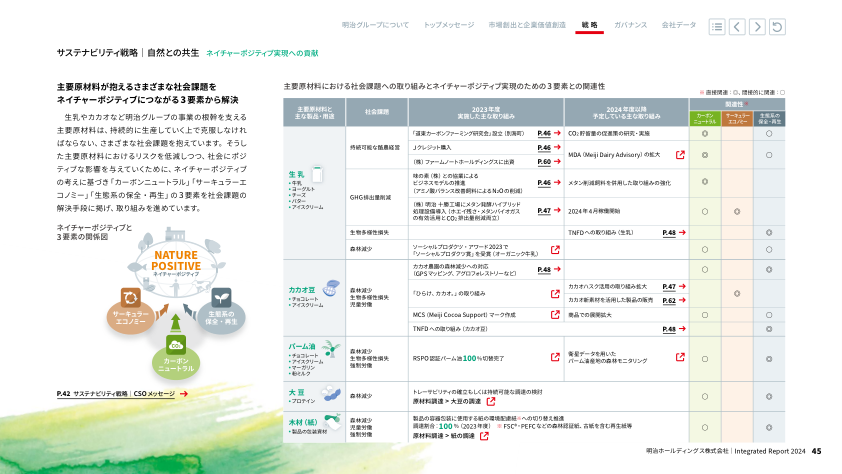 明治グループについて トップメッセージ 市場創出と企業価値創造 戦略 ガバナンス 会社データ
サステナビリティ戦略｜自然との共生 ネイチャーポジティブ実現への貢献
主要原材料が抱えるさまざまな社会課題を
ネイチャーポジティブにつながる3要素から解決
生乳やカカオなど明治グループの事業の根幹を支える
主要原材料は、持続的に生産していく上で克服しなけれ
ばならない、さまざまな社会課題を抱えています。そうし
た主要原材料におけるリスクを低減しつつ、社会にポジ
ティブな影響を与えていくために、ネイチャーポジティブ
の考えに基づき「カーボンニュートラル」「サーキュラーエ
コノミー」「生態系の保全・再生」の3要素を社会課題の
解決手段に掲げ、取り組みを進めています。
ネイチャーポジティブと
3要素の関係図
NATURE
POSITIVE
ネイチャーポジティブ
サーキュラー
エコノミー
生態系の
保全・再生
CO₂
カーボン
ニュートラル
P.42 サステナビリティ戦略｜CSOメッセージ
主要原材料における社会課題への取り組みとネイチャーポジティブ実現のための3要素との関連性
※ 直接関連：◎、間接的に関連：○
主要原材料と
主な製品・用途
社会課題
2023年度
実施した主な取り組み
2024年度以降
予定している主な取り組み
関連性※
カーボン
ニュートラル
サーキュラー
エコノミー
生態系の
保全・再生
生乳
・牛乳
・ヨーグルト
・チーズ
・バター
・アイスクリーム
持続可能な酪農経営
「道東カーボンファーミング研究会」設立（別海町） P.46 CO₂貯留量の促進策の研究・実施 ◎ ○
Jクレジット購入 P.46
（株）ファームノートホールディングスに出資 P.60
MDA（Meiji Dairy Advisory）の拡大 ◎ ○
GHG排出量削減
味の素（株）との協業による
ビジネスモデルの推進
（アミノ酸バランス改善飼料によるN₂Oの削減） P.46 メタン削減飼料を併用した取り組みの強化 ◎
（株）明治 十勝工場にメタン発酵ハイブリッド
処理設備導入（ホエイ残さ・メタンバイオガス
の有効活用とCO₂排出量削減両立） P.47 2024年4月稼働開始 ○ ◎
生物多様性損失 TNFDへの取り組み（生乳） P.48 ◎
森林減少
ソーシャルプロダクツ・アワード2023で
「ソーシャルプロダクツ賞」を受賞（オーガニック牛乳） ○ ○
カカオ豆
・チョコレート
・アイスクリーム
森林減少
生物多様性損失
児童労働
カカオ農園の森林減少への対応
（GPSマッピング、アグロフォレストリーなど） P.48 ○ ◎
「ひらけ、カカオ。」の取り組み
カカオハスク活用の取り組み拡大 P.47
カカオ新素材を活用した製品の販売 P.62 ◎
MCS（Meiji Cocoa Support）マーク作成 商品での展開拡大 ○ ○
TNFDへの取り組み（カカオ豆） P.48 ◎
パーム油
・チョコレート
・アイスクリーム
・マーガリン
・粉ミルク
森林減少
生物多様性損失
強制労働
RSPO認証パーム油100%切替完了
衛星データを用いた
パーム油産地の森林モニタリング ○ ◎
大豆
・プロテイン
森林減少
トレーサビリティの確立もしくは持続可能な調達の検討
原材料調達 > 大豆の調達 ○ ◎
木材（紙）
・製品の包装資材
森林減少
児童労働
強制労働
製品の容器包装に使用する紙の環境配慮紙※への切り替え推進
調達割合：100%（2023年度） ※ FSC®・PEFCなどの森林認証紙、古紙を含む再生紙等
原材料調達 > 紙の調達 ○ ◎
明治ホールディングス株式会社｜Integrated Report 2024 45